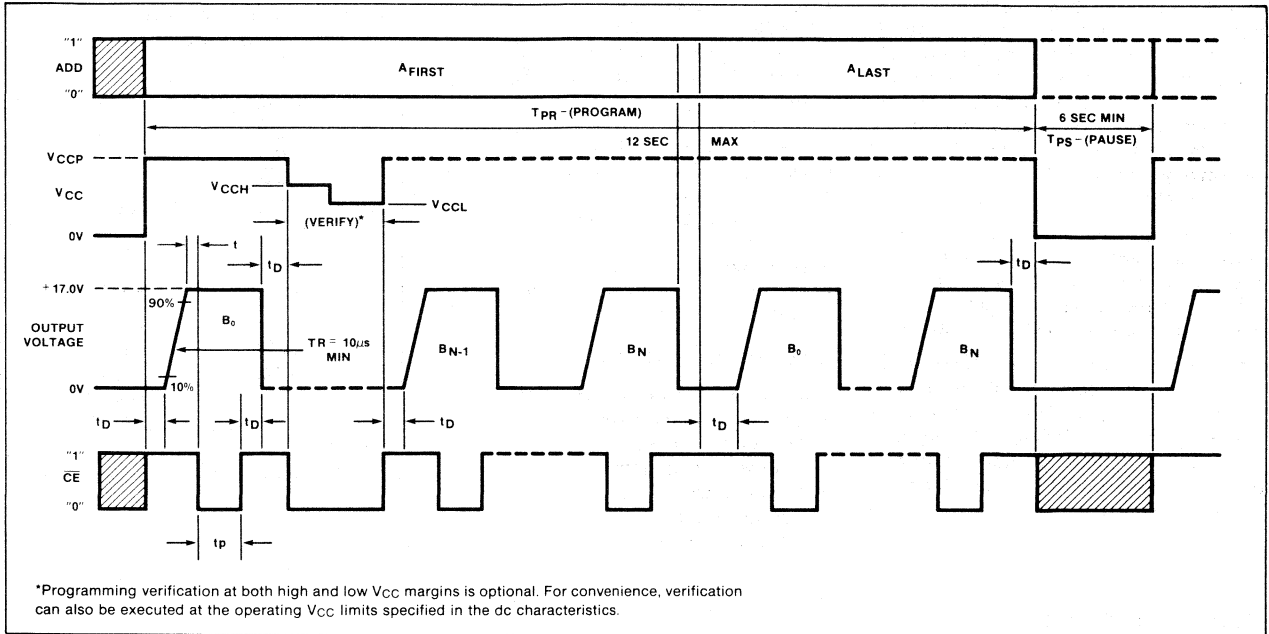 "1"
ADD
"0"
A FIRST
A LAST
TPR-(PROGRAM)
12 SEC MAX
6 SEC MIN
TPS-(PAUSE)
VCCP
VCC
0V
VCCH
VCCL
(VERIFY)*
t
tD
tD
+17.0V
90%
OUTPUT
VOLTAGE
10%
0V
B0
TR = 10µs
MIN
BN-1
BN
B0
BN
tD
tD
tD
tD
"1"
CE
"0"
tp
*Programming verification at both high and low VCC margins is optional. For convenience, verification
can also be executed at the operating VCC limits specified in the dc characteristics.